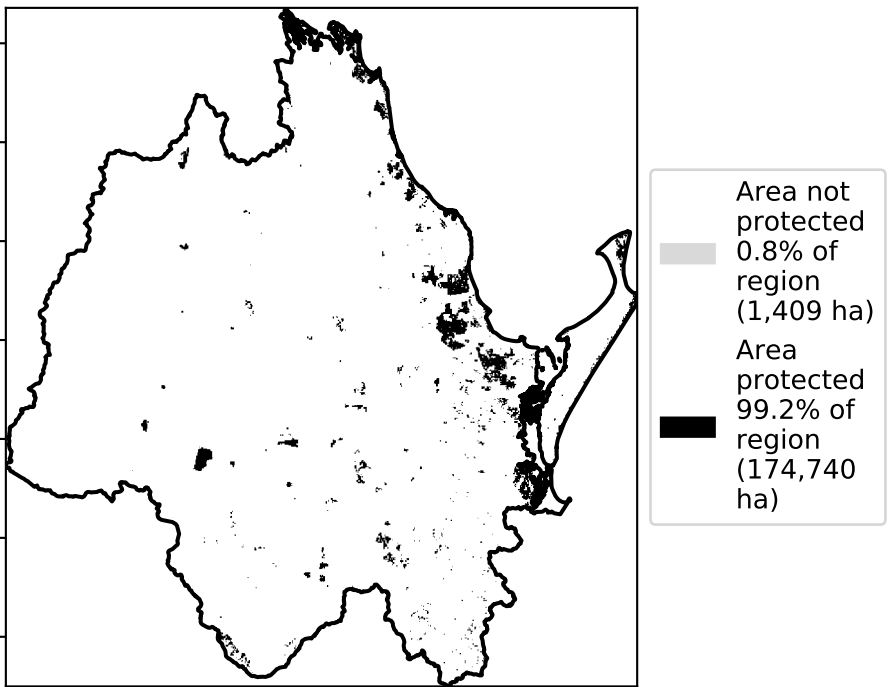 Area not
protected
0.8% of
region
(1,409 ha)
Area
protected
99.2% of
region
(174,740
ha)